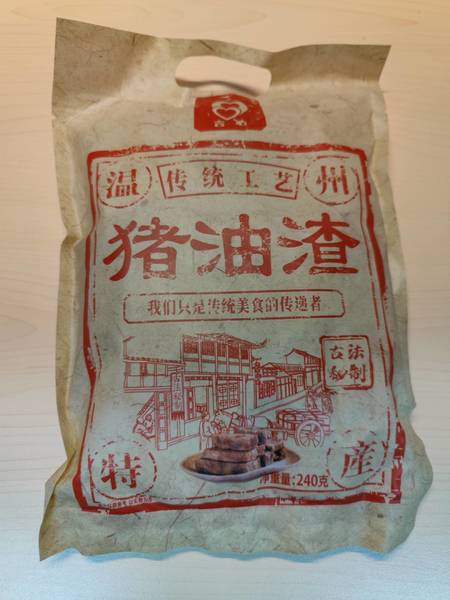 温 传统工艺 州
猪油渣
我们只是传统美食的传递者
古法
秘制
特
产
净重量:240克